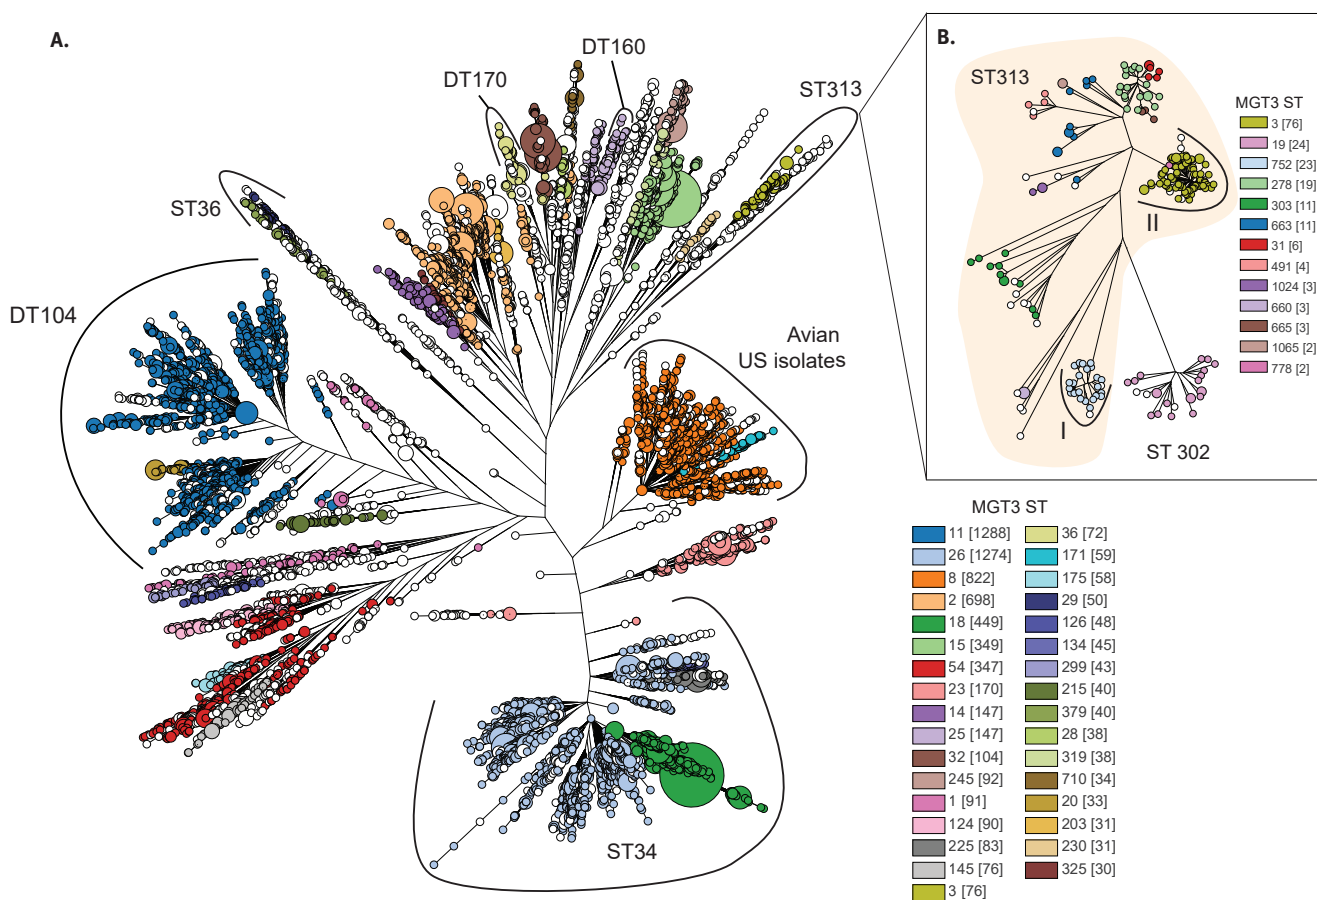 A.
DT160
DT170
ST313
ST36
DT104
Avian
US isolates
ST34
B.
ST313
II
I
ST 302
MGT3 ST
3 [76]
19 [24]
752 [23]
278 [19]
303 [11]
663 [11]
31 [6]
491 [4]
1024 [3]
660 [3]
665 [3]
1065 [2]
778 [2]
MGT3 ST
11 [1288]
26 [1274]
8 [822]
2 [698]
18 [449]
15 [349]
54 [347]
23 [170]
14 [147]
25 [147]
32 [104]
245 [92]
1 [91]
124 [90]
225 [83]
145 [76]
3 [76]
36 [72]
171 [59]
175 [58]
29 [50]
126 [48]
134 [45]
299 [43]
215 [40]
379 [40]
28 [38]
319 [38]
710 [34]
20 [33]
203 [31]
230 [31]
325 [30]